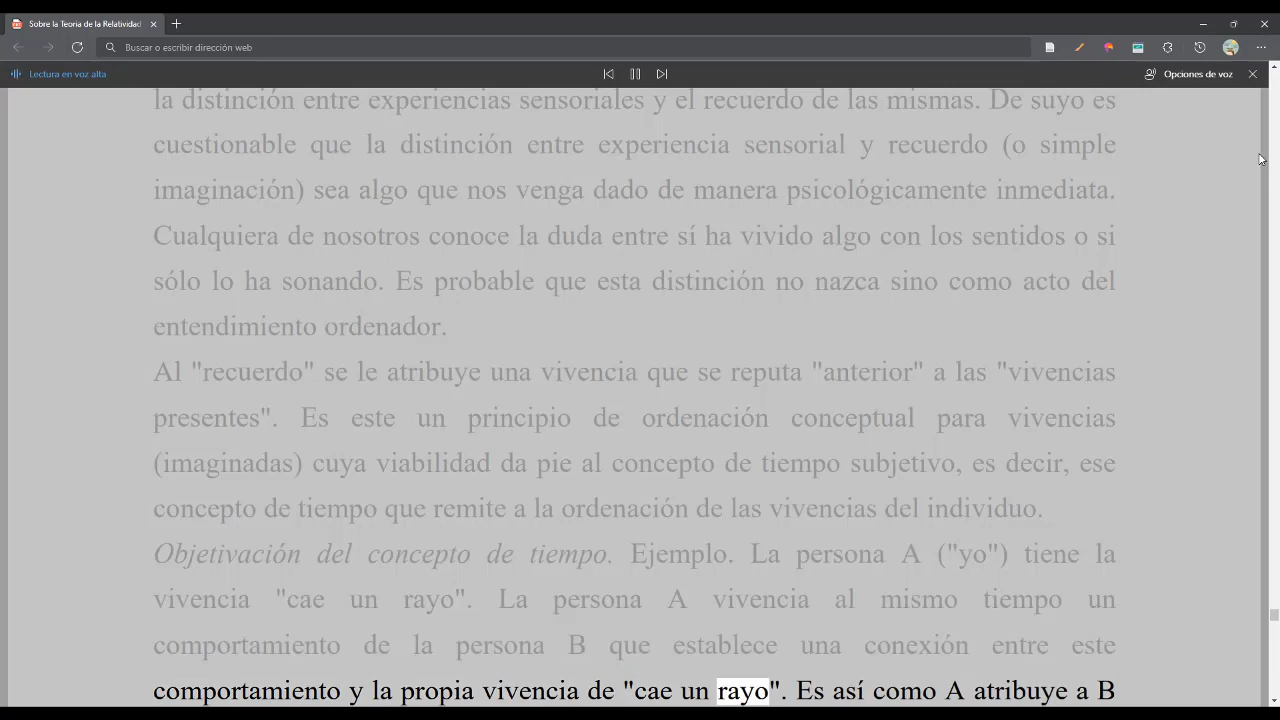 Sobre la Teoria de la Relatividad
Buscar o escribir dirección web
Lectura en voz alta
Opciones de voz
la distinción entre experiencias sensoriales y el recuerdo de las mismas. De suyo es
cuestionable que la distinción entre experiencia sensorial y recuerdo (o simple
imaginación) sea algo que nos venga dado de manera psicológicamente inmediata.
Cualquiera de nosotros conoce la duda entre sí ha vivido algo con los sentidos o si
sólo lo ha sonando. Es probable que esta distinción no nazca sino como acto del
entendimiento ordenador.
Al "recuerdo" se le atribuye una vivencia que se reputa "anterior" a las "vivencias
presentes". Es este un principio de ordenación conceptual para vivencias
(imaginadas) cuya viabilidad da pie al concepto de tiempo subjetivo, es decir, ese
concepto de tiempo que remite a la ordenación de las vivencias del individuo.
Objetivación del concepto de tiempo. Ejemplo. La persona A ("yo") tiene la
vivencia "cae un rayo". La persona A vivencia al mismo tiempo un
comportamiento de la persona B que establece una conexión entre este
comportamiento y la propia vivencia de "cae un rayo". Es así como A atribuye a B